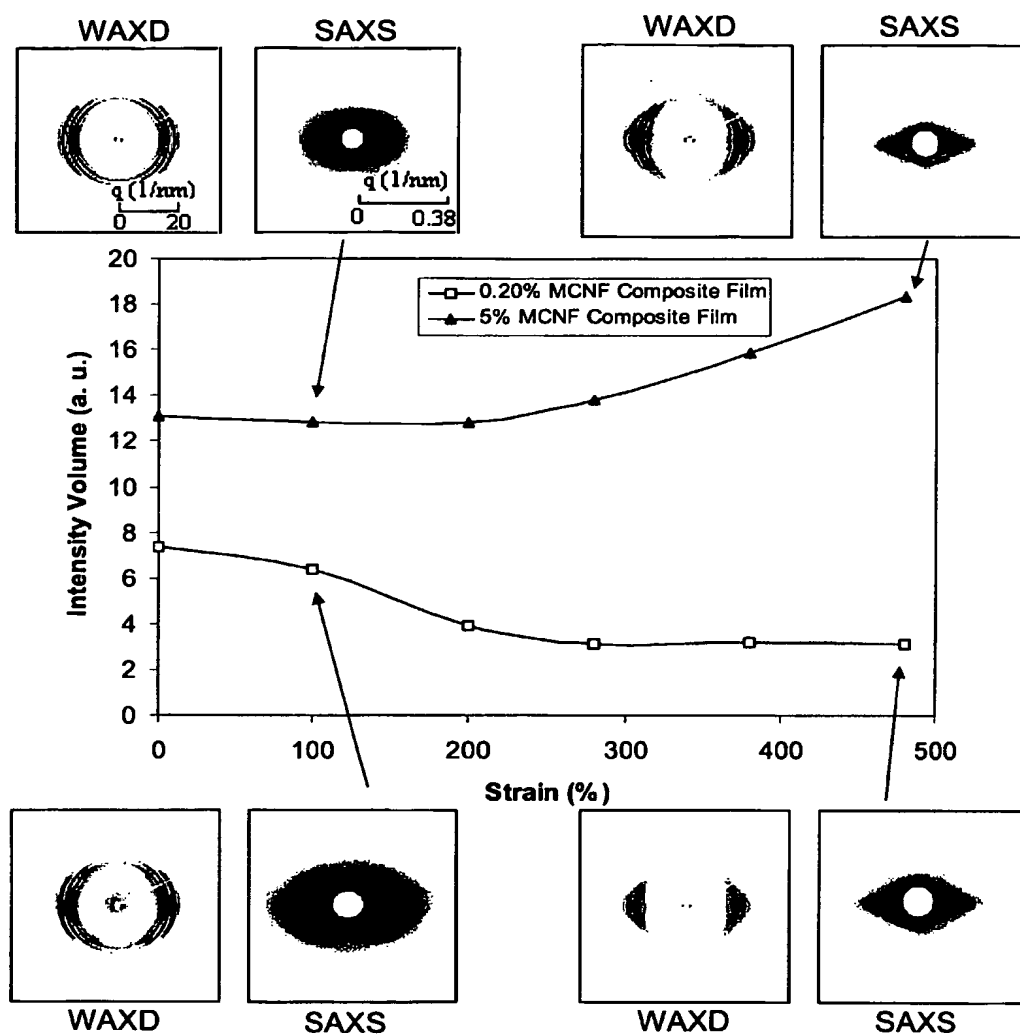 WAXD SAXS WAXD SAXS
q (1/nm) q (1/nm)
0 20 0 0.38
20
18
16
14
12
10
8
6
4
2
0
Intensity Volume (a. u.)
0.20% MCNF Composite Film
5% MCNF Composite Film
0 100 200 300 400 500
Strain (%)
WAXD SAXS WAXD SAXS